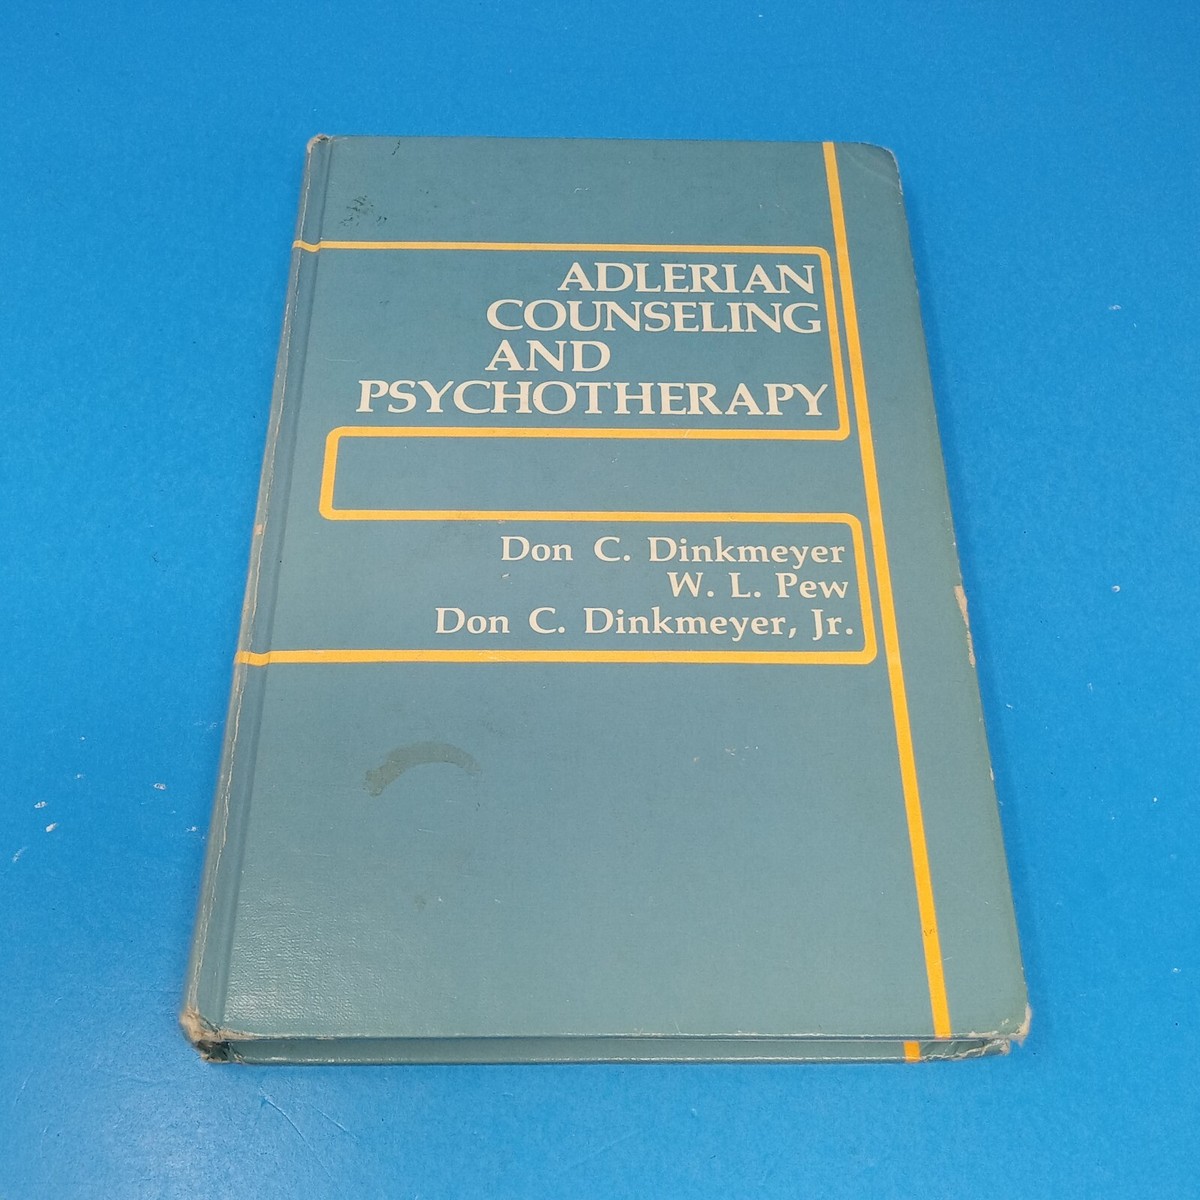 ADLERIAN
COUNSELING
AND
PSYCHOTHERAPY
Don C. Dinkmeyer
W. L. Pew
Don C. Dinkmeyer, Jr.